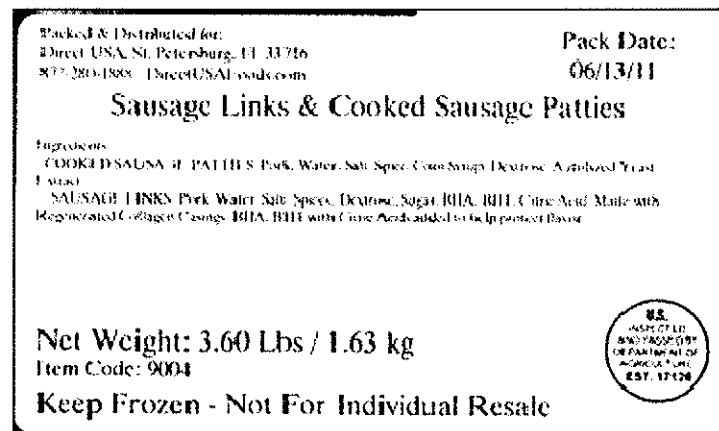 Packed & Distributed for:
Direct USA, St. Petersburg, FL 33716
DirectUSAFoods.com
Pack Date:
06/13/11
Sausage Links & Cooked Sausage Patties
Ingredients
COOKED SAUSAGE PATTIES Pork, Water, Salt, Spice, Corn Syrup, Dextrose, Autolyzed Yeast
Extract
SAUSAGE LINKS Pork, Water, Salt, Spices, Dextrose, Sugar, BHA, BHT, Citric Acid. Made with
Regenerated Collagen Casings. BHA, BHT with Citric Acid added to help protect flavor.
Net Weight: 3.60 Lbs / 1.63 kg
Item Code: 9004
Keep Frozen - Not For Individual Resale
U.S.
INSPECTED
AND PASSED BY
DEPARTMENT OF
AGRICULTURE
EST. 17126